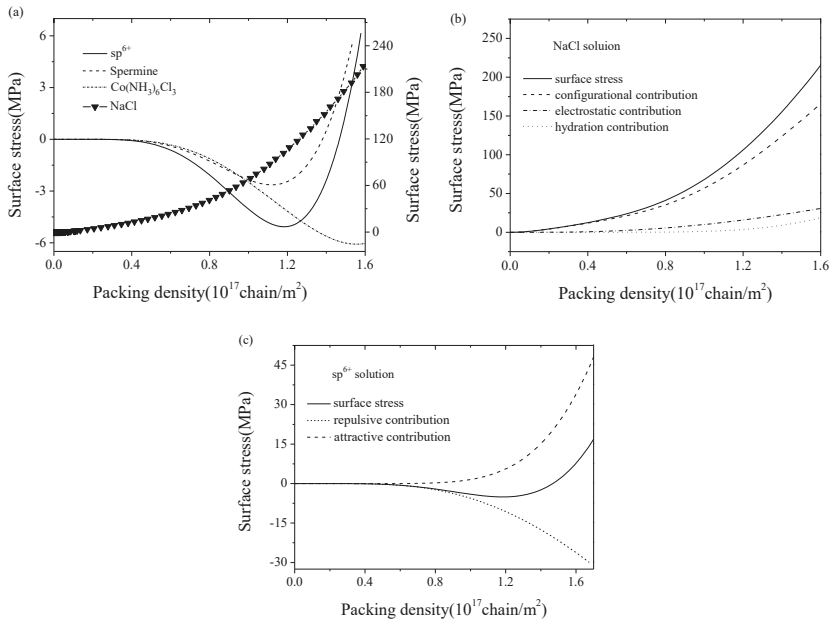 (a)
6
3
0
-3
-6
Surface stress(MPa)
sp⁶⁺
Spermine
Co(NH₃)₆Cl₃
NaCl
240
180
120
60
0
Surface stress(MPa)
0.0 0.4 0.8 1.2 1.6
Packing density(10¹⁷chain/m²)
(b)
250
200
150
100
50
0
Surface stress(MPa)
NaCl soluion
surface stress
configurational contribution
electrostatic contribution
hydration contribution
0.0 0.4 0.8 1.2 1.6
Packing density(10¹⁷chain/m²)
(c)
45
30
15
0
-15
-30
Surface stress(MPa)
sp⁶⁺ solution
surface stress
repulsive contribution
attractive contribution
0.0 0.4 0.8 1.2 1.6
Packing density(10¹⁷chain/m²)